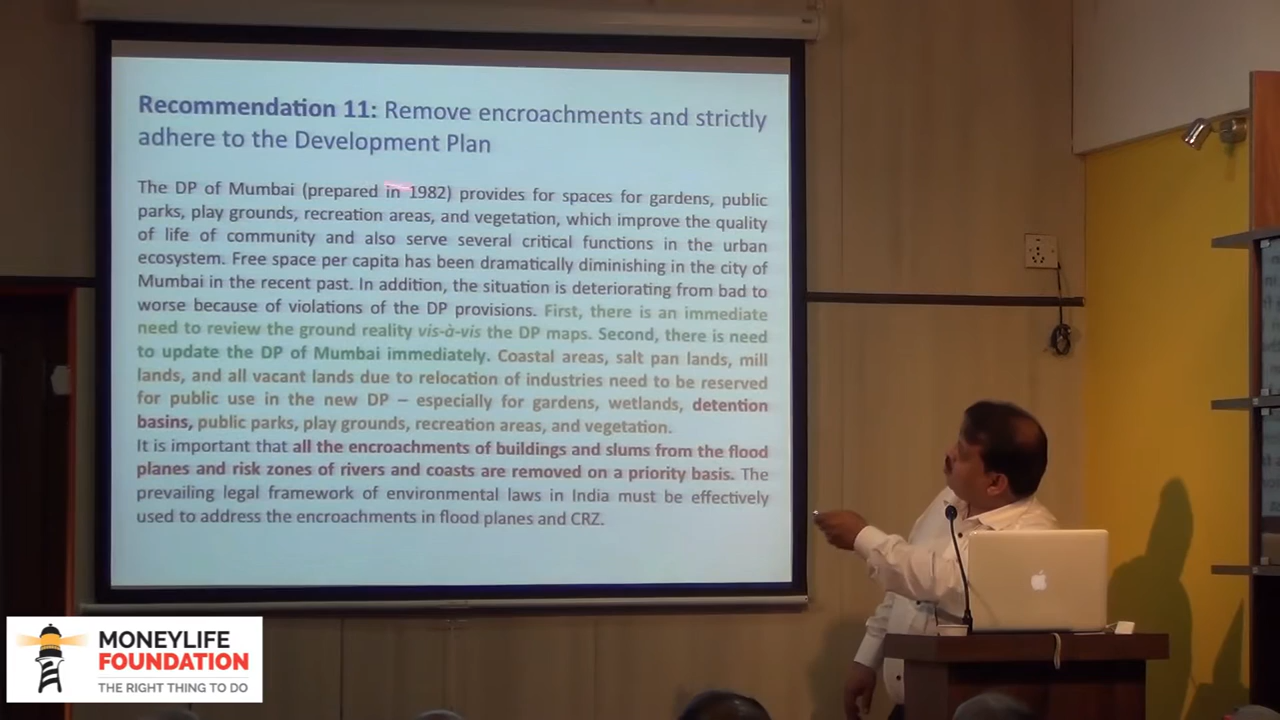 Recommendation 11: Remove encroachments and strictly
adhere to the Development Plan
The DP of Mumbai (prepared in 1982) provides for spaces for gardens, public
parks, play grounds, recreation areas, and vegetation, which improve the quality
of life of community and also serve several critical functions in the urban
ecosystem. Free space per capita has been dramatically diminishing in the city of
Mumbai in the recent past. In addition, the situation is deteriorating from bad to
worse because of violations of the DP provisions. First, there is an immediate
need to review the ground reality vis-à-vis the DP maps. Second, there is need
to update the DP of Mumbai immediately. Coastal areas, salt pan lands, mill
lands, and all vacant lands due to relocation of industries need to be reserved
for public use in the new DP – especially for gardens, wetlands, detention
basins, public parks, play grounds, recreation areas, and vegetation.
It is important that all the encroachments of buildings and slums from the flood
planes and risk zones of rivers and coasts are removed on a priority basis. The
prevailing legal framework of environmental laws in India must be effectively
used to address the encroachments in flood planes and CRZ.
MONEYLIFE
FOUNDATION
THE RIGHT THING TO DO